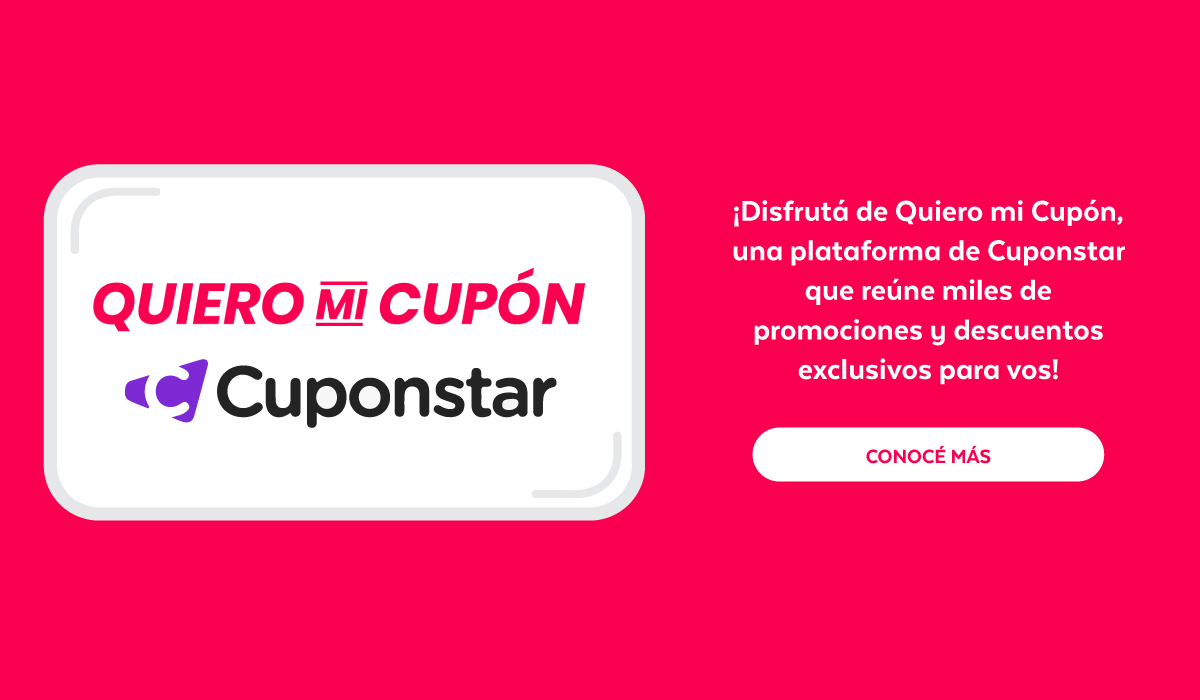 QUIERO MI CUPÓN
Cuponstar
¡Disfrutá de Quiero mi Cupón,
una plataforma de Cuponstar
que reúne miles de
promociones y descuentos
exclusivos para vos!
CONOCÉ MÁS